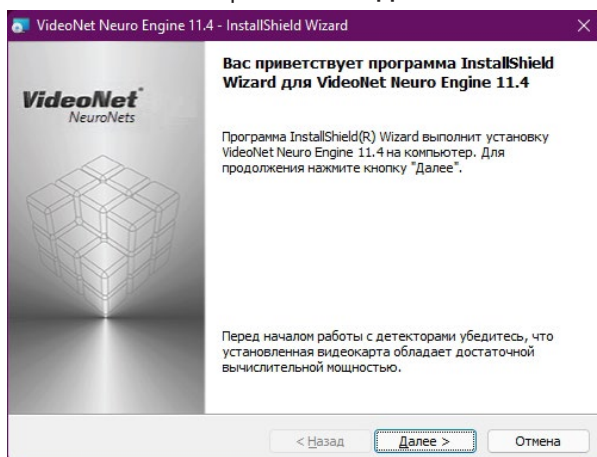 VideoNet Neuro Engine 11.4 - InstallShield Wizard
VideoNet
NeuroNets
Вас приветствует программа InstallShield
Wizard для VideoNet Neuro Engine 11.4
Программа InstallShield(R) Wizard выполнит установку
VideoNet Neuro Engine 11.4 на компьютер. Для
продолжения нажмите кнопку "Далее".
Перед началом работы с детекторами убедитесь, что
установленная видеокарта обладает достаточной
вычислительной мощностью.
< Назад
Далее >
Отмена